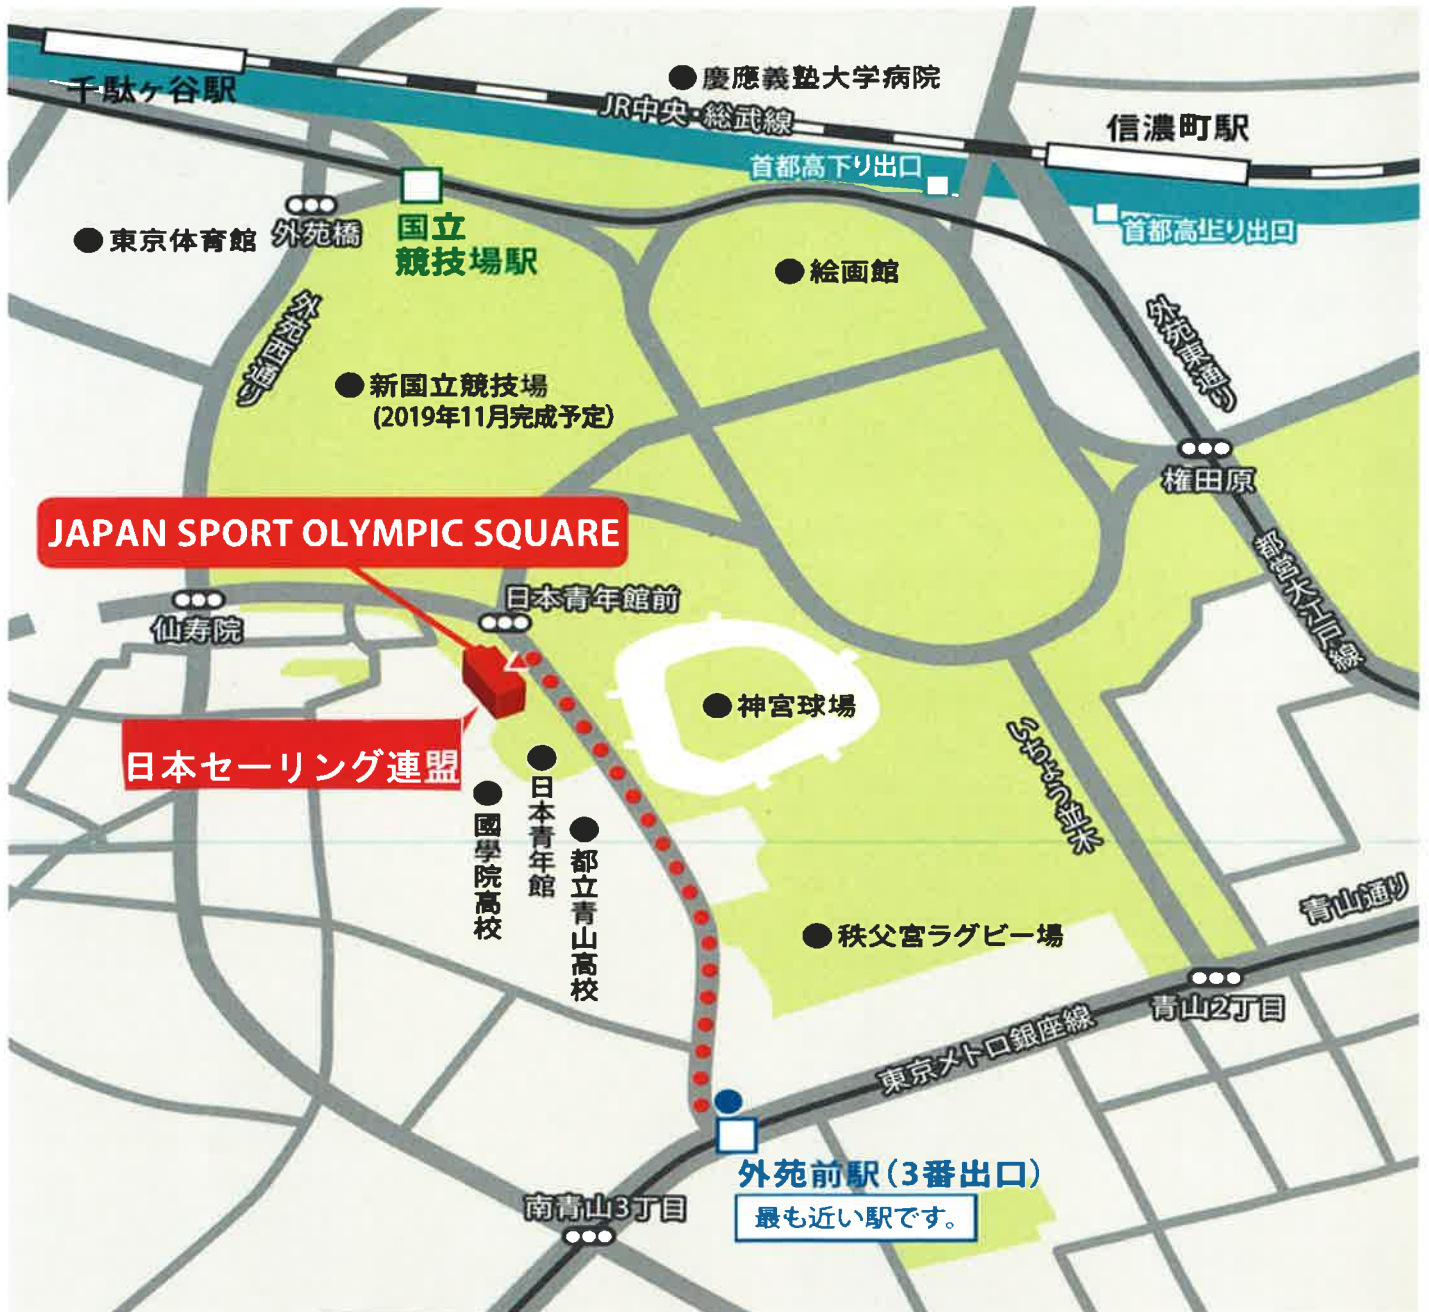 千駄ヶ谷駅
慶應義塾大学病院
JR中央・総武線
信濃町駅
首都高下り出口
首都高上り出口
東京体育館
外苑橋
国立
競技場駅
絵画館
外苑西通り
外苑東通り
新国立競技場
(2019年11月完成予定)
権田原
JAPAN SPORT OLYMPIC SQUARE
都営大江戸線
日本青年館前
仙寿院
神宮球場
日本セーリング連盟
いちょう並木
國學院高校
日本青年館
都立青山高校
青山通り
秩父宮ラグビー場
青山2丁目
東京メトロ銀座線
外苑前駅(3番出口)
最も近い駅です。
南青山3丁目